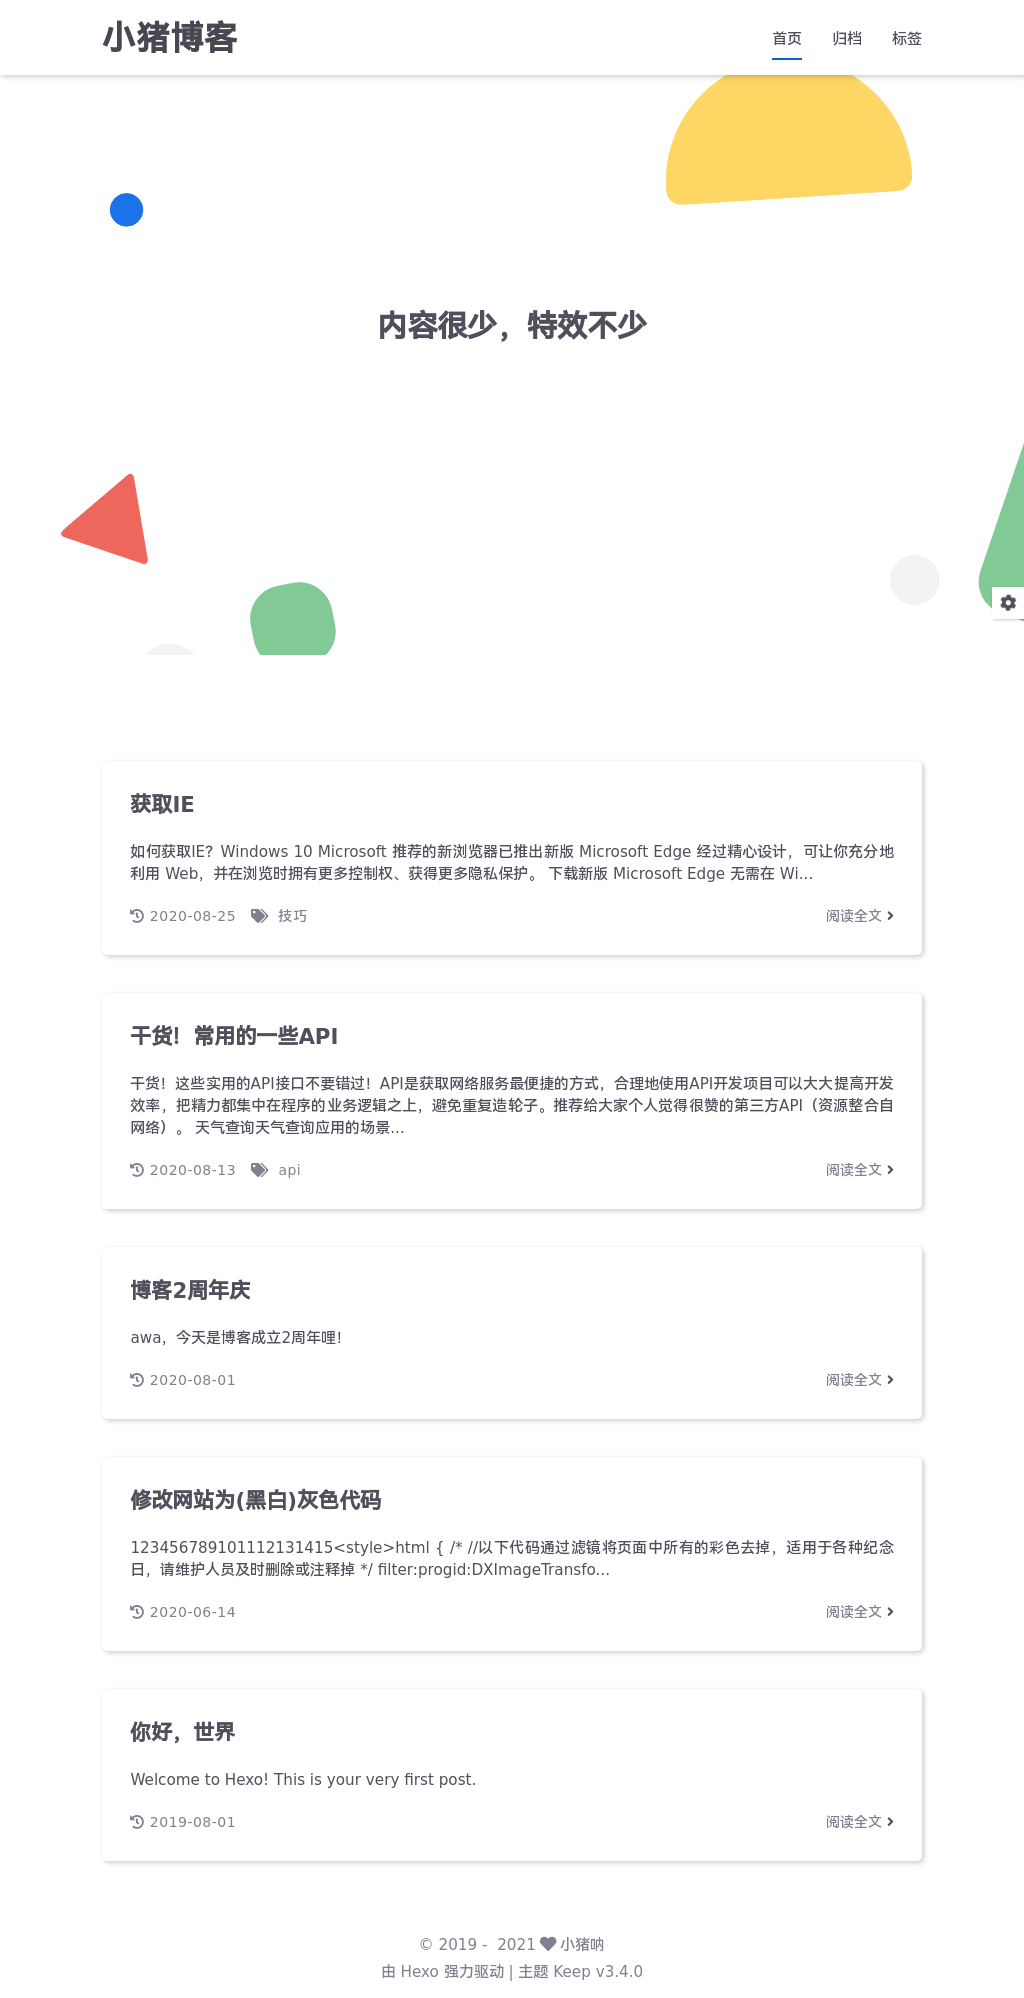 小猪博客
首页 归档 标签
内容很少，特效不少
获取IE
如何获取IE？Windows 10 Microsoft 推荐的新浏览器已推出新版 Microsoft Edge 经过精心设计，可让你充分地
利用 Web，并在浏览时拥有更多控制权、获得更多隐私保护。 下载新版 Microsoft Edge 无需在 Wi...
2020-08-25 技巧 阅读全文
干货！常用的一些API
干货！这些实用的API接口不要错过！API是获取网络服务最便捷的方式，合理地使用API开发项目可以大大提高开发
效率，把精力都集中在程序的业务逻辑之上，避免重复造轮子。推荐给大家个人觉得很赞的第三方API（资源整合自
网络）。 天气查询天气查询应用的场景...
2020-08-13 api 阅读全文
博客2周年庆
awa，今天是博客成立2周年哩！
2020-08-01 阅读全文
修改网站为(黑白)灰色代码
123456789101112131415<style>html { /* //以下代码通过滤镜将页面中所有的彩色去掉，适用于各种纪念
日，请维护人员及时删除或注释掉 */ filter:progid:DXImageTransfo...
2020-06-14 阅读全文
你好，世界
Welcome to Hexo! This is your very first post.
2019-08-01 阅读全文
© 2019 - 2021 小猪呐
由 Hexo 强力驱动 | 主题 Keep v3.4.0